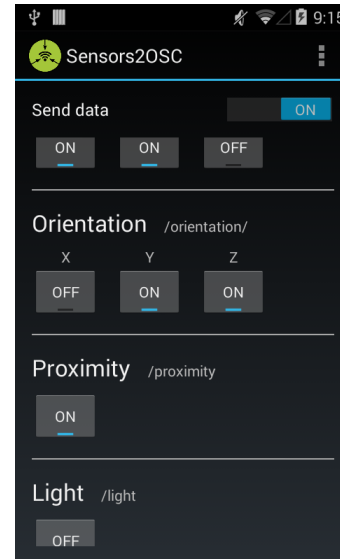 9:15
Sensors2OSC
Send data ON
ON ON OFF
Orientation /orientation/
X Y Z
OFF ON ON
Proximity /proximity
ON
Light /light
OFF